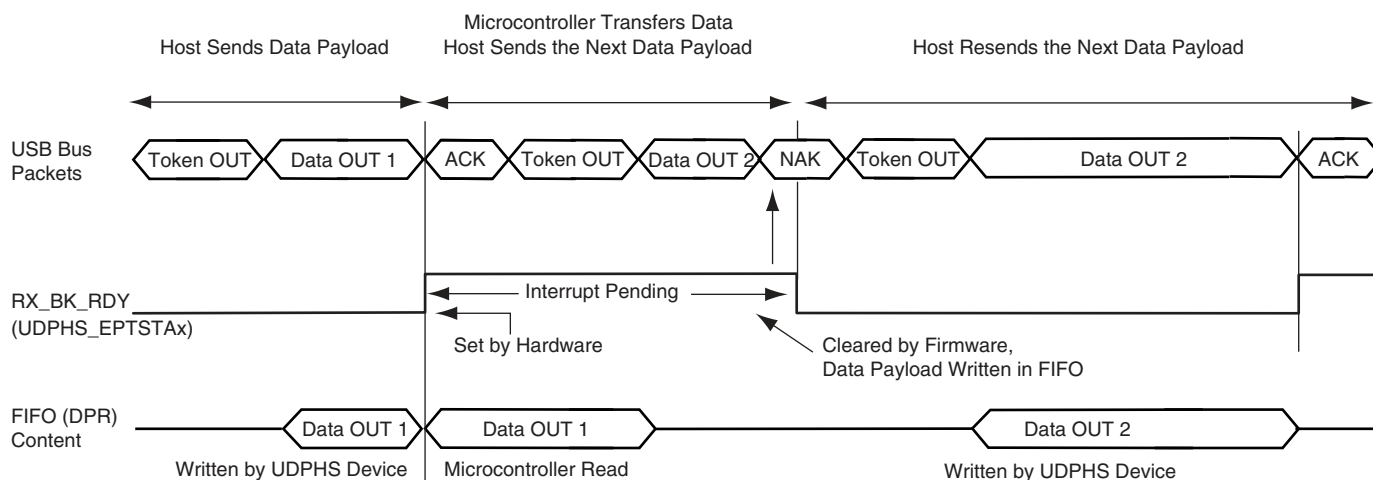 Microcontroller Transfers Data
Host Sends Data Payload
Host Sends the Next Data Payload
Host Resends the Next Data Payload
USB Bus
Packets
Token OUT
Data OUT 1
ACK
Token OUT
Data OUT 2
NAK
Token OUT
Data OUT 2
ACK
RX_BK_RDY
(UDPHS_EPTSTAx)
Interrupt Pending
Set by Hardware
Cleared by Firmware,
Data Payload Written in FIFO
FIFO (DPR)
Content
Data OUT 1
Data OUT 1
Data OUT 2
Written by UDPHS Device
Microcontroller Read
Written by UDPHS Device